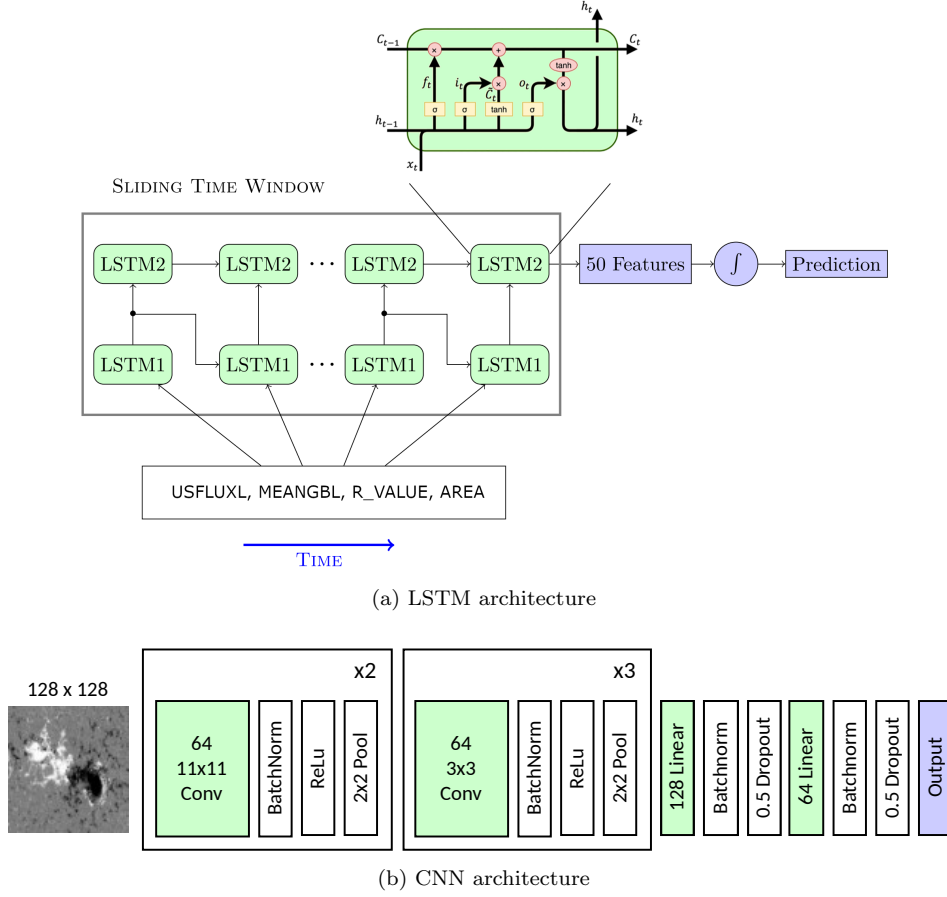 h_t
C_{t-1}
×
+
C_t
tanh
f_t
i_t
×
o_t
×
C̃_t
σ
σ
tanh
σ
h_{t-1}
h_t
x_t
Sliding Time Window
LSTM2
LSTM2
···
LSTM2
LSTM2
50 Features
∫
Prediction
LSTM1
LSTM1
···
LSTM1
LSTM1
USFLUXL, MEANGBL, R_VALUE, AREA
Time
(a) LSTM architecture
128 x 128
x2
64
11x11
Conv
BatchNorm
ReLu
2x2 Pool
x3
64
3x3
Conv
BatchNorm
ReLu
2x2 Pool
128 Linear
Batchnorm
0.5 Dropout
64 Linear
Batchnorm
0.5 Dropout
Output
(b) CNN architecture